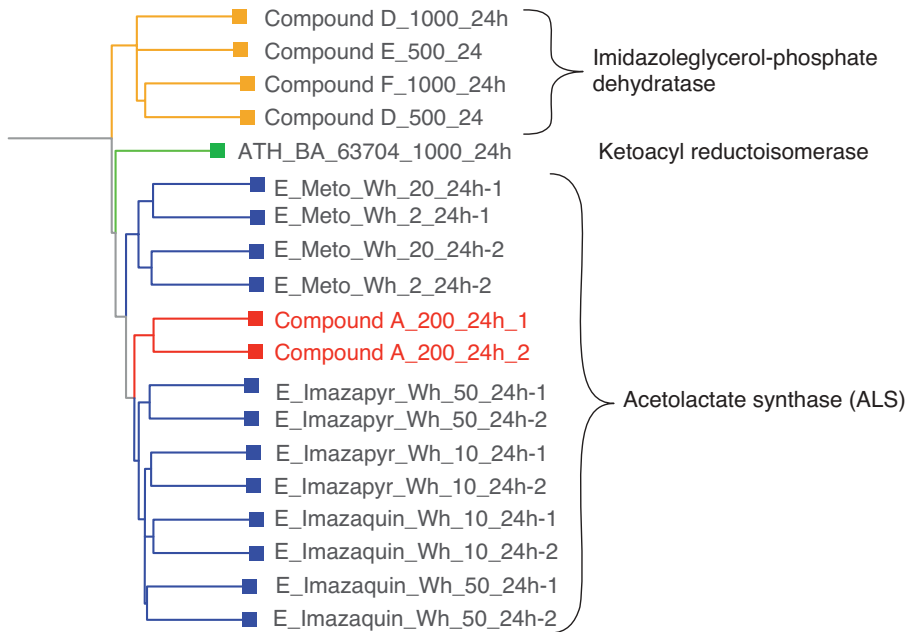 Compound D_1000_24h
Compound E_500_24
Compound F_1000_24h
Compound D_500_24
Imidazoleglycerol-phosphate
dehydratase
ATH_BA_63704_1000_24h
Ketoacyl reductoisomerase
E_Meto_Wh_20_24h-1
E_Meto_Wh_2_24h-1
E_Meto_Wh_20_24h-2
E_Meto_Wh_2_24h-2
Compound A_200_24h_1
Compound A_200_24h_2
E_Imazapyr_Wh_50_24h-1
E_Imazapyr_Wh_50_24h-2
E_Imazapyr_Wh_10_24h-1
E_Imazapyr_Wh_10_24h-2
E_Imazaquin_Wh_10_24h-1
E_Imazaquin_Wh_10_24h-2
E_Imazaquin_Wh_50_24h-1
E_Imazaquin_Wh_50_24h-2
Acetolactate synthase (ALS)